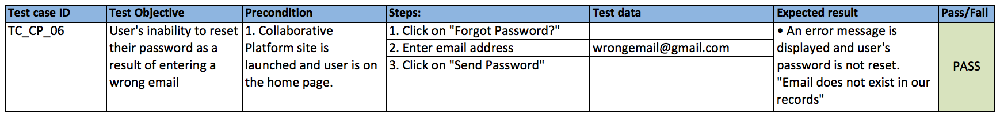 Test case ID
Test Objective
Precondition
Steps:
Test data
Expected result
Pass/Fail
TC_CP_06
User's inability to reset
their password as a
result of entering a
wrong email
1. Collaborative
Platform site is
launched and user is on
the home page.
1. Click on "Forgot Password?"
2. Enter email address
wrongemail@gmail.com
3. Click on "Send Password"
• An error message is
displayed and user's
password is not reset.
"Email does not exist in our
records"
PASS